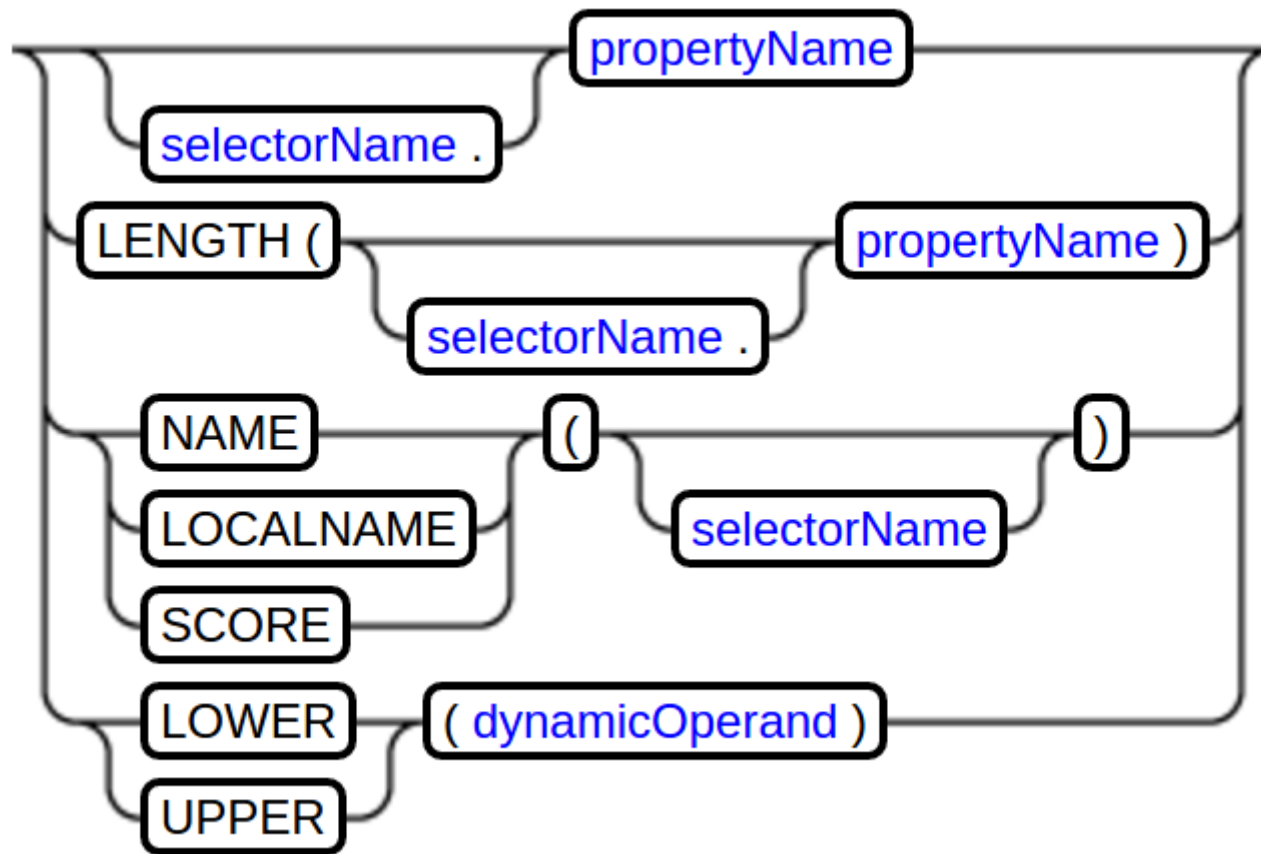 propertyName
selectorName .
LENGTH ( propertyName )
selectorName .
NAME ( )
LOCALNAME selectorName
SCORE
LOWER ( dynamicOperand )
UPPER